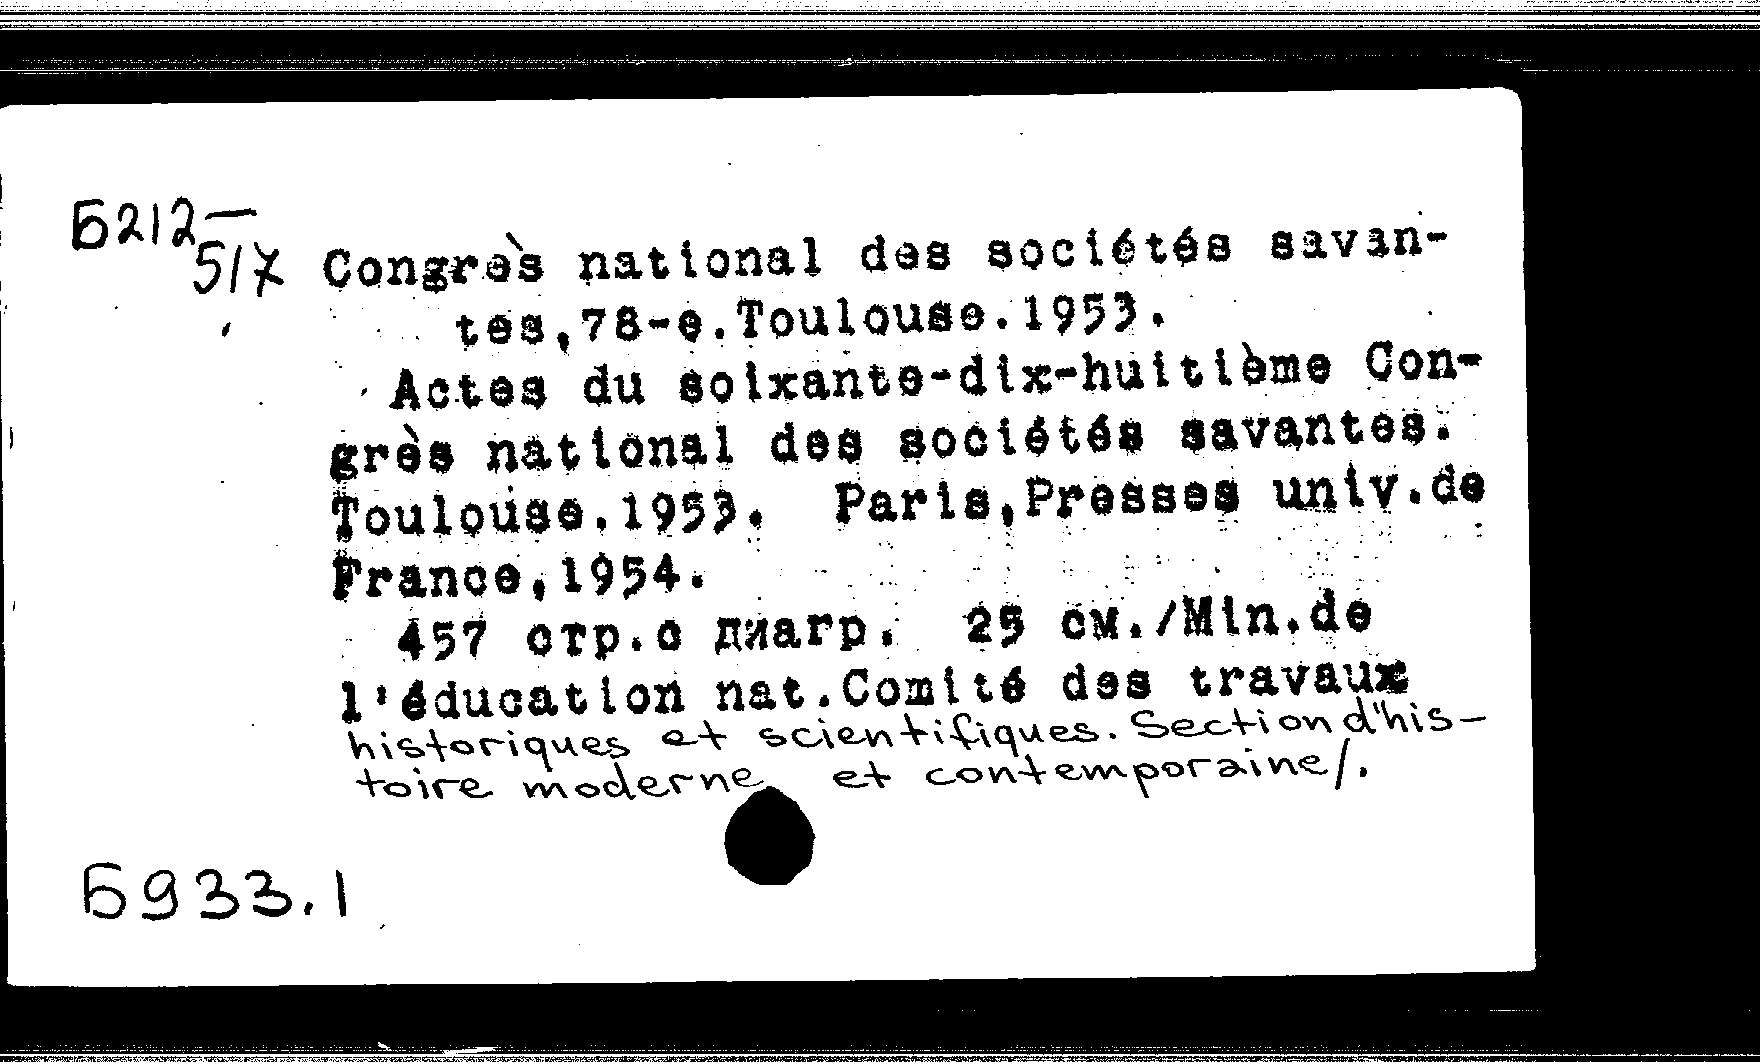 Б212—
517
Congrès national des sociétés savan-
tes,78-e.Toulouse.1953.
Actes du soixante-dix-huitième Con-
grès national des sociétés savantes.
Toulouse.1953. Paris,Presses univ.de
France,1954.
457 стр.с диагр. 25 см./Min.de
l'éducation nat.Comité des travaux
historiques et scientifiques. Section d'his-
toire moderne et contemporaine/.
Б933.1